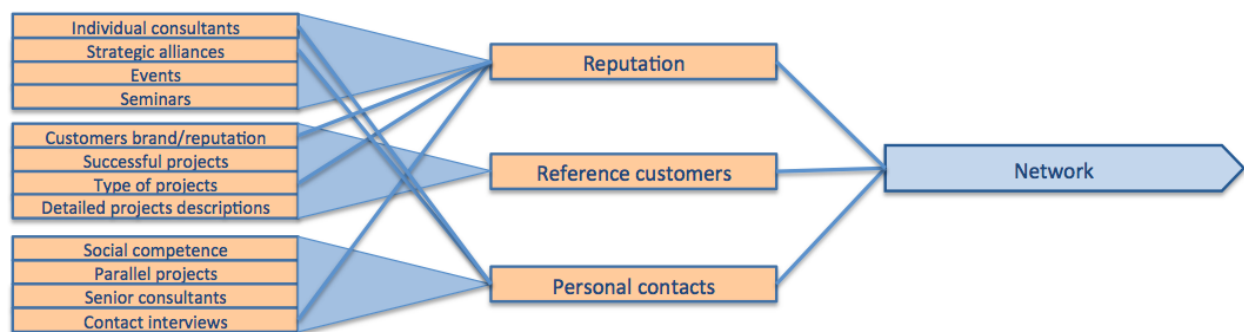 Individual consultants
Strategic alliances
Events
Seminars
Customers brand/reputation
Successful projects
Type of projects
Detailed projects descriptions
Social competence
Parallel projects
Senior consultants
Contact interviews
Reputation
Reference customers
Personal contacts
Network